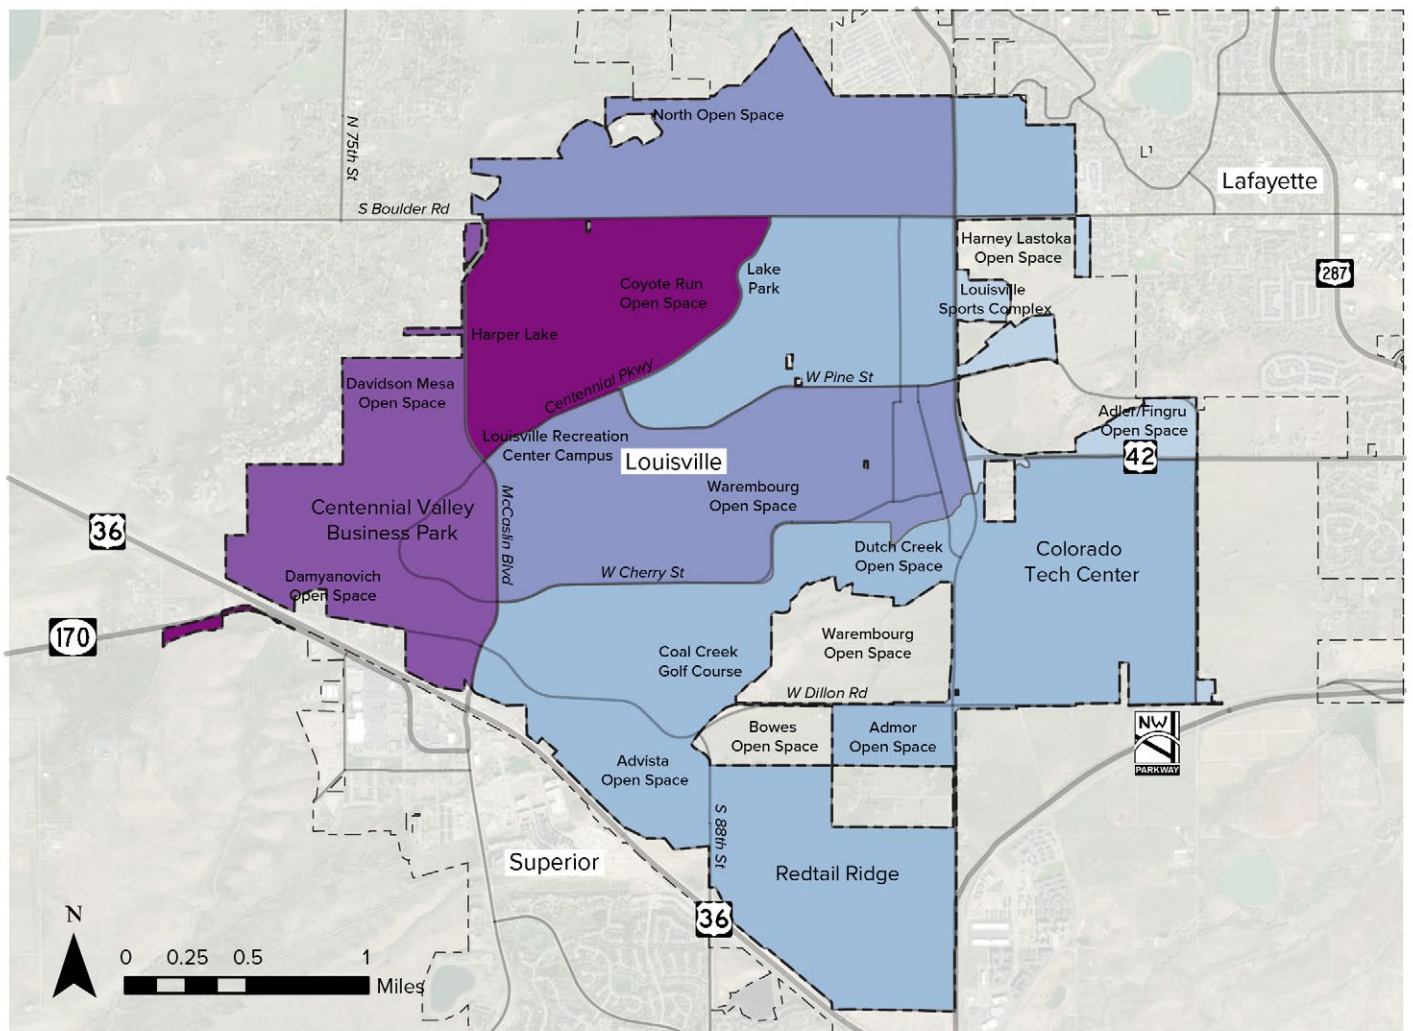 North Open Space
N 75th St
S Boulder Rd
Lafayette
Harney Lastoka
Open Space
Lake
Park
287
Coyote Run
Open Space
Louisville
Sports Complex
Harper Lake
Centennial Pkwy
W Pine St
Davidson Mesa
Open Space
Adler/Fingru
Open Space
Louisville Recreation
Center Campus
Louisville
42
Warembourg
Open Space
McCaslin Blvd
Centennial Valley
Business Park
36
Dutch Creek
Open Space
Colorado
Tech Center
W Cherry St
Damyanovich
Open Space
170
Warembourg
Open Space
Coal Creek
Golf Course
W Dillon Rd
Bowes
Open Space
Admor
Open Space
NW
PARKWAY
Advista
Open Space
S 88th St
Superior
Redtail Ridge
36
N
0 0.25 0.5 1
Miles